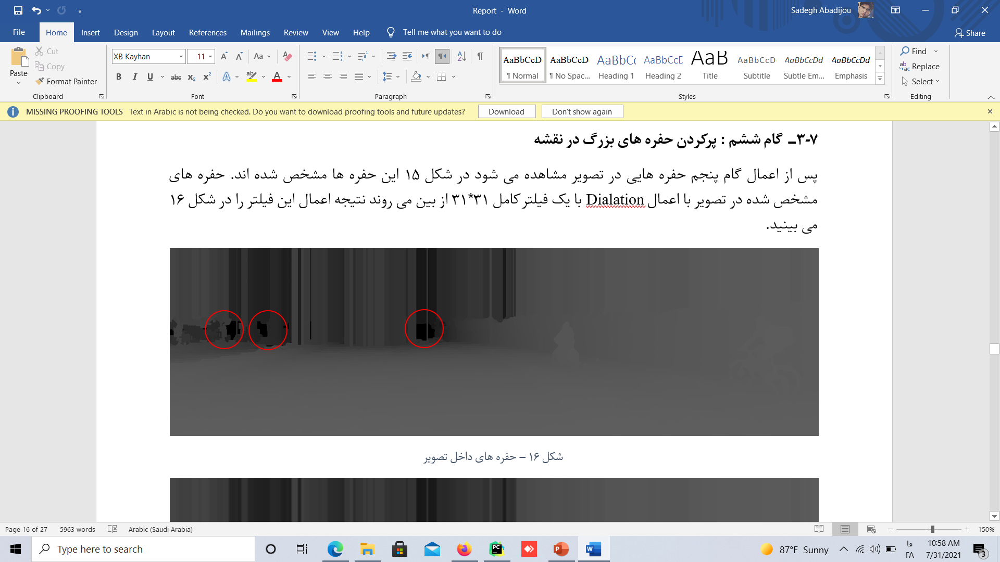 Report - Word
Sadegh Abadijou
File Home Insert Design Layout References Mailings Review View Help Tell me what you want to do
Share
Paste
Cut
Copy
Format Painter
Clipboard
XB Kayhan 11
Font
Paragraph
AaBbCcD ¶ Normal
AaBbCcD ¶ No Spac...
AaBbCc Heading 1
AaBbCcD Heading 2
AaB Title
AaBbCcD Subtitle
AaBbCcDd Subtle Em...
AaBbCcDd Emphasis
Styles
Find
Replace
Select
Editing
MISSING PROOFING TOOLS Text in Arabic is not being checked. Do you want to download proofing tools and future updates? Download Don't show again
۳-۷ـ گام ششم : پرکردن حفره های بزرگ در نقشه
پس از اعمال گام پنجم حفره هایی در تصویر مشاهده می شود در شکل ۱۵ این حفره ها مشخص شده اند. حفره های
مشخص شده در تصویر با اعمال Dialation با یک فیلتر کامل ۳۱*۳۱ از بین می روند نتیجه اعمال این فیلتر را در شکل ۱۶
می بینید.
شکل ۱۶ – حفره های داخل تصویر
Page 16 of 27 5963 words Arabic (Saudi Arabia) 150%
Type here to search
87°F Sunny
فا
FA
10:58 AM
7/31/2021
3